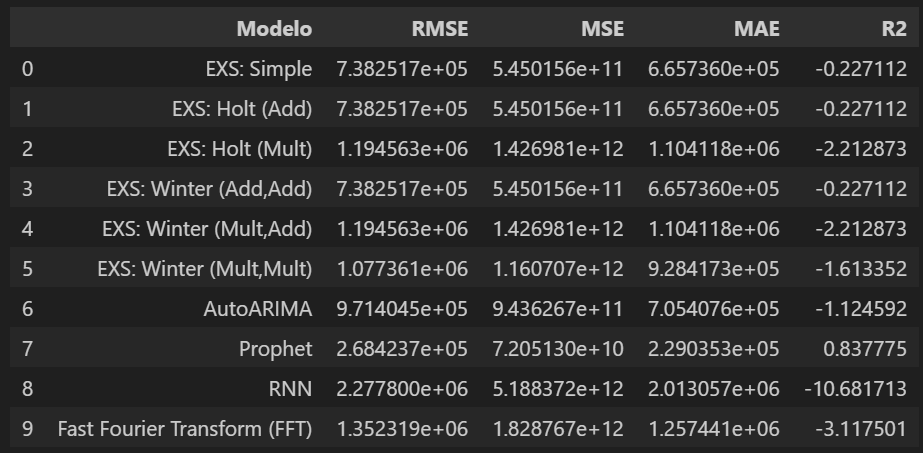 Modelo RMSE MSE MAE R2
0 EXS: Simple 7.382517e+05 5.450156e+11 6.657360e+05 -0.227112
1 EXS: Holt (Add) 7.382517e+05 5.450156e+11 6.657360e+05 -0.227112
2 EXS: Holt (Mult) 1.194563e+06 1.426981e+12 1.104118e+06 -2.212873
3 EXS: Winter (Add,Add) 7.382517e+05 5.450156e+11 6.657360e+05 -0.227112
4 EXS: Winter (Mult,Add) 1.194563e+06 1.426981e+12 1.104118e+06 -2.212873
5 EXS: Winter (Mult,Mult) 1.077361e+06 1.160707e+12 9.284173e+05 -1.613352
6 AutoARIMA 9.714045e+05 9.436267e+11 7.054076e+05 -1.124592
7 Prophet 2.684237e+05 7.205130e+10 2.290353e+05 0.837775
8 RNN 2.277800e+06 5.188372e+12 2.013057e+06 -10.681713
9 Fast Fourier Transform (FFT) 1.352319e+06 1.828767e+12 1.257441e+06 -3.117501